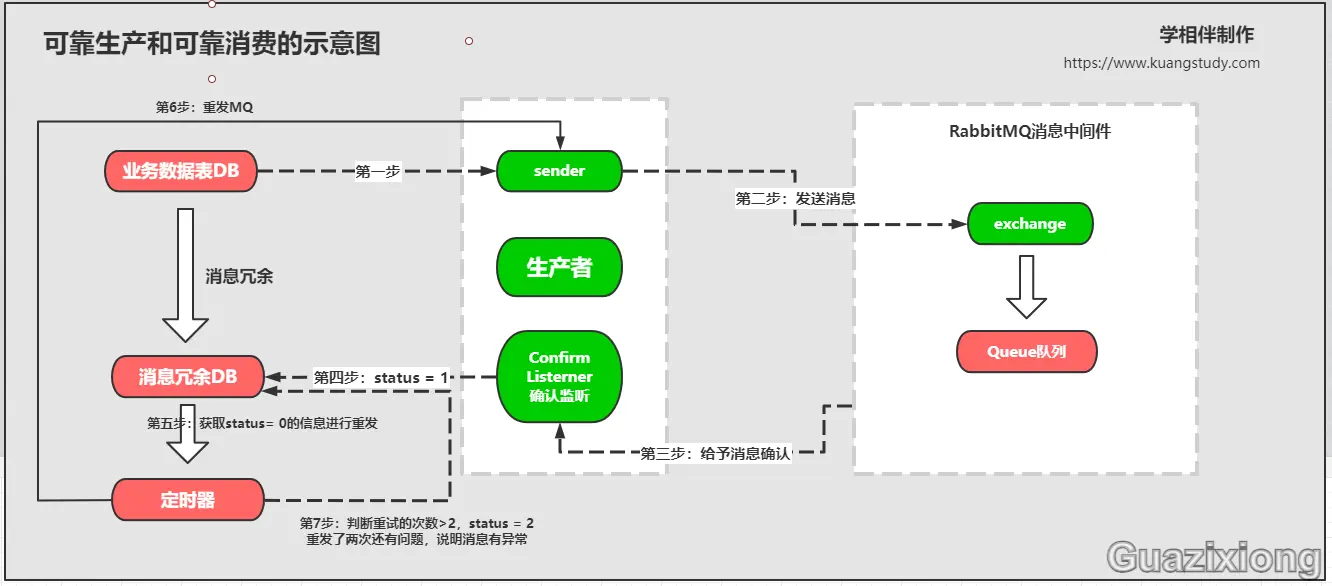 可靠生产和可靠消费的示意图
学相伴制作
https://www.kuangstudy.com
第6步：重发MQ
RabbitMQ消息中间件
业务数据表DB
第一步
sender
第二步：发送消息
exchange
生产者
消息冗余
Queue队列
Confirm
Listerner
确认监听
消息冗余DB
第四步：status = 1
第五步：获取status= 0的信息进行重发
第三步：给予消息确认
定时器
第7步：判断重试的次数>2，status = 2
重发了两次还有问题，说明消息有异常
Guazixiong